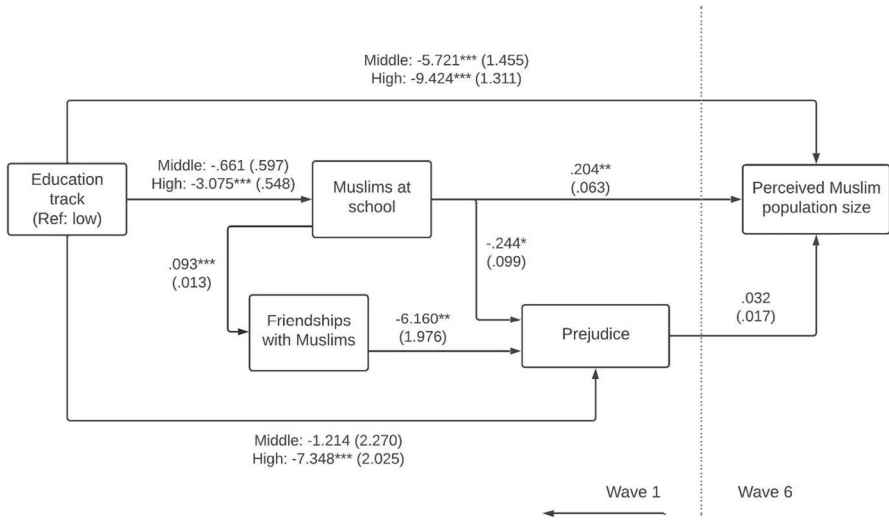 Middle: -5.721*** (1.455)
High: -9.424*** (1.311)
Education
track
(Ref: low)
Middle: -.661 (.597)
High: -3.075*** (.548)
Muslims at
school
.204**
(.063)
Perceived Muslim
population size
.093***
(.013)
-.244*
(.099)
Friendships
with Muslims
-6.160**
(1.976)
Prejudice
.032
(.017)
Middle: -1.214 (2.270)
High: -7.348*** (2.025)
Wave 1
Wave 6